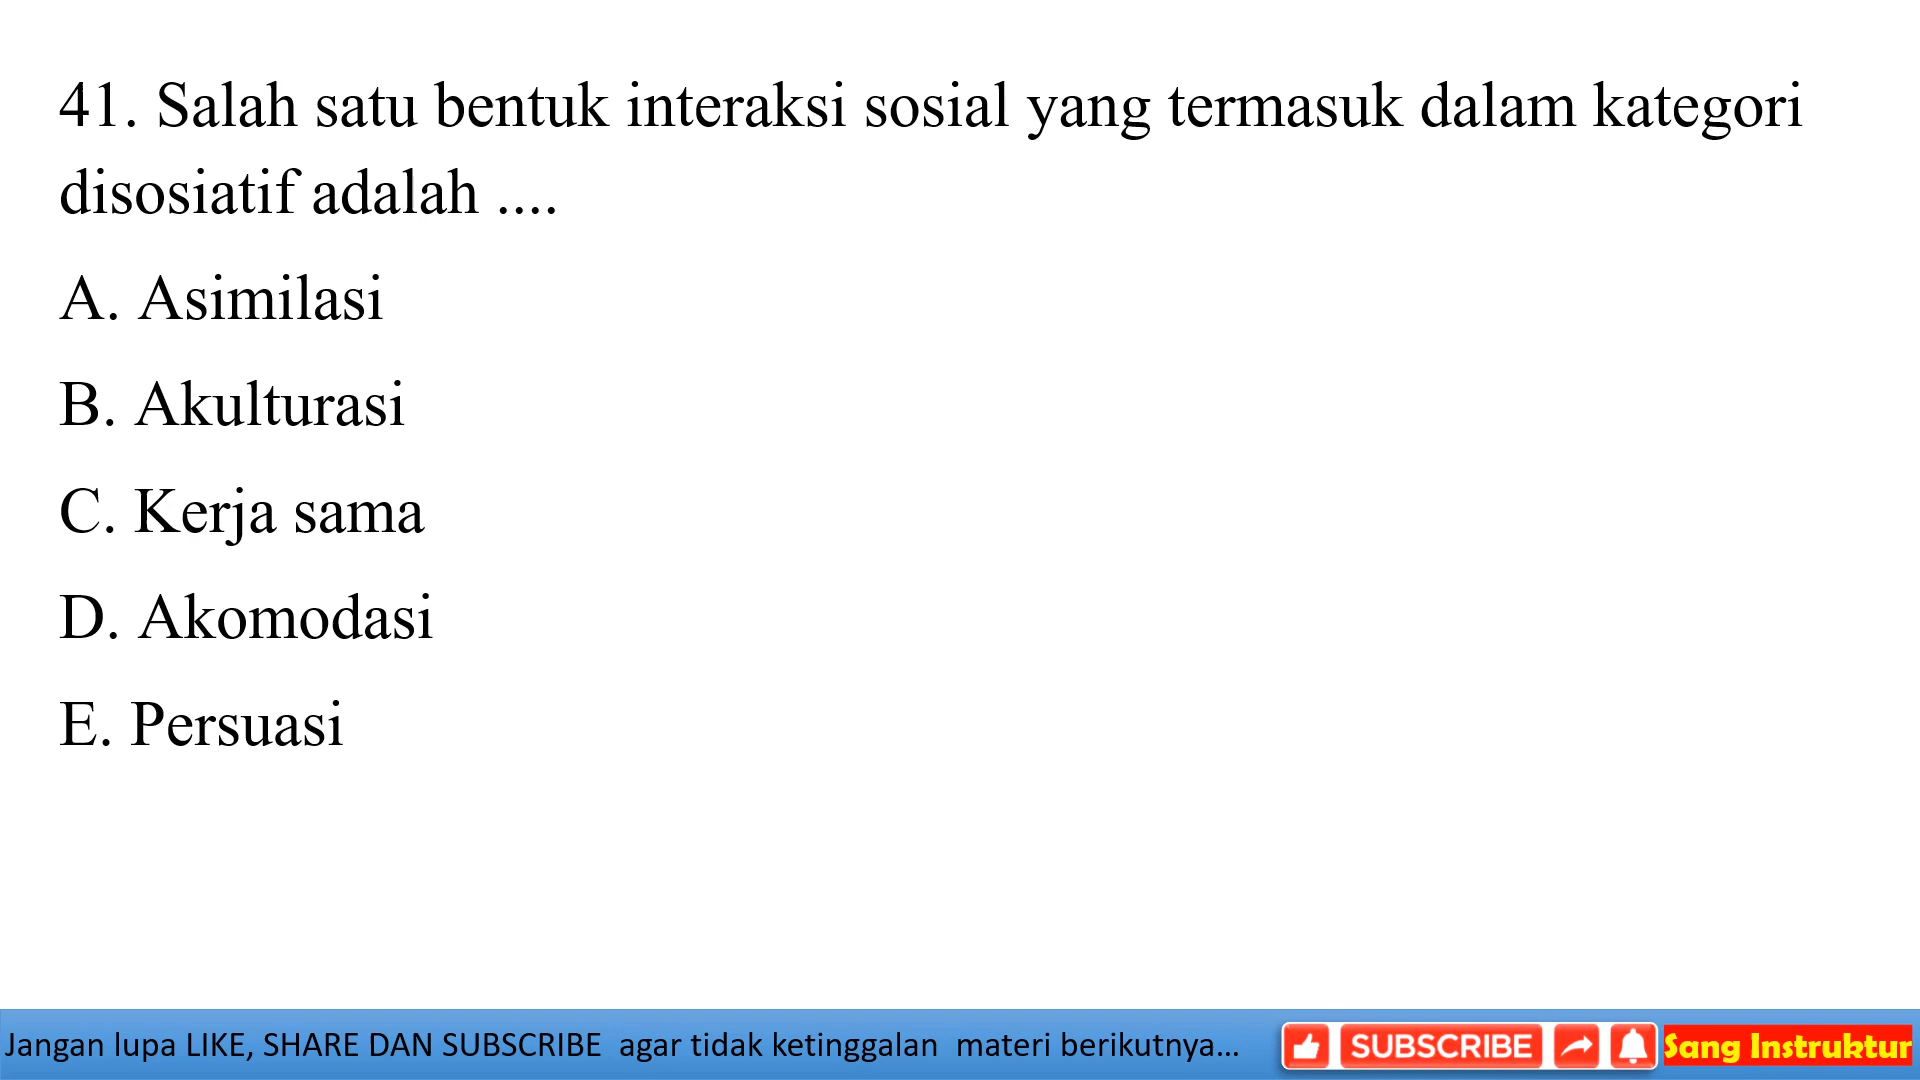 41. Salah satu bentuk interaksi sosial yang termasuk dalam kategori
disosiatif adalah ....
A. Asimilasi
B. Akulturasi
C. Kerja sama
D. Akomodasi
E. Persuasi
Jangan lupa LIKE, SHARE DAN SUBSCRIBE agar tidak ketinggalan materi berikutnya... SUBSCRIBE Sang Instruktur